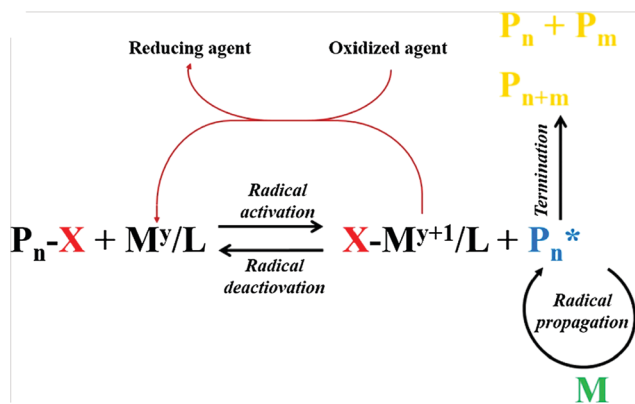 Pn + Pm
Reducing agent
Oxidized agent
Pn+m
Termination
Radical
activation
Pn-X + My/L
X-My+1/L + Pn*
Radical
deactiovation
Radical
propagation
M